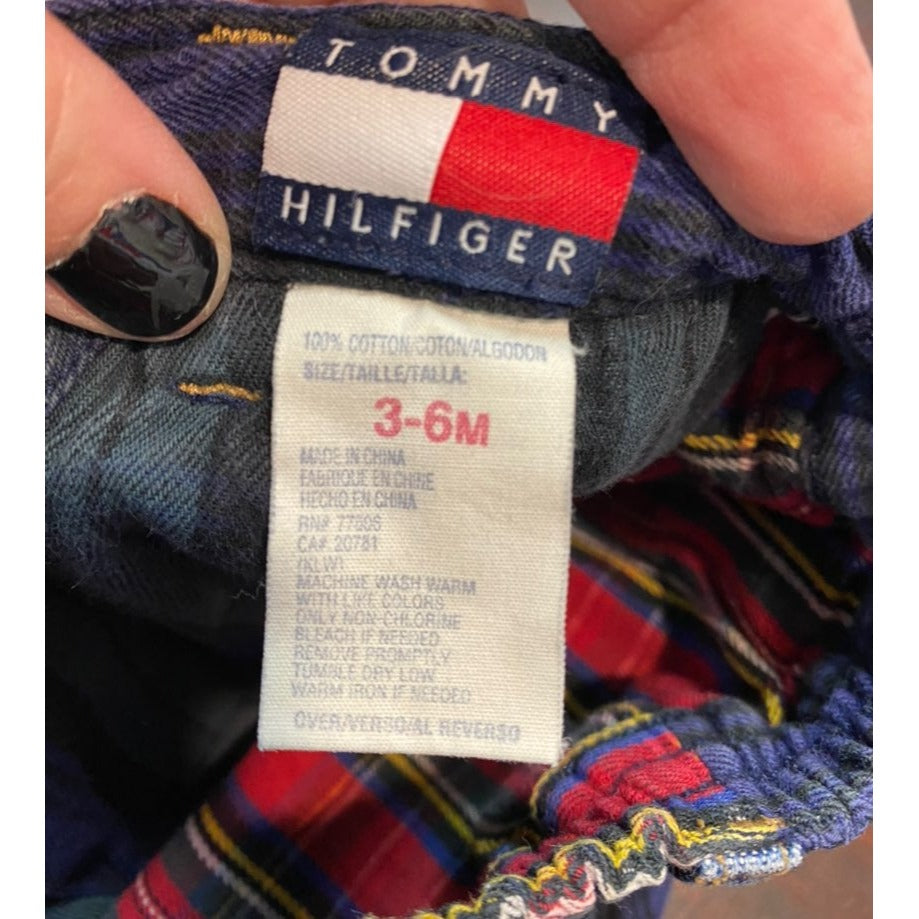 TOMMY
HILFIGER
100% COTTON/COTON/ALGODON
SIZE/TAILLE/TALLA:
3-6M
MADE IN CHINA
FABRIQUE EN CHINE
HECHO EN CHINA
RN# 77806
CA# 20781
/KLW\
MACHINE WASH WARM
WITH LIKE COLORS
ONLY NON-CHLORINE
BLEACH IF NEEDED
REMOVE PROMPTLY
TUMBLE DRY LOW
WARM IRON IF NEEDED
OVER/VERSO/AL REVERSO